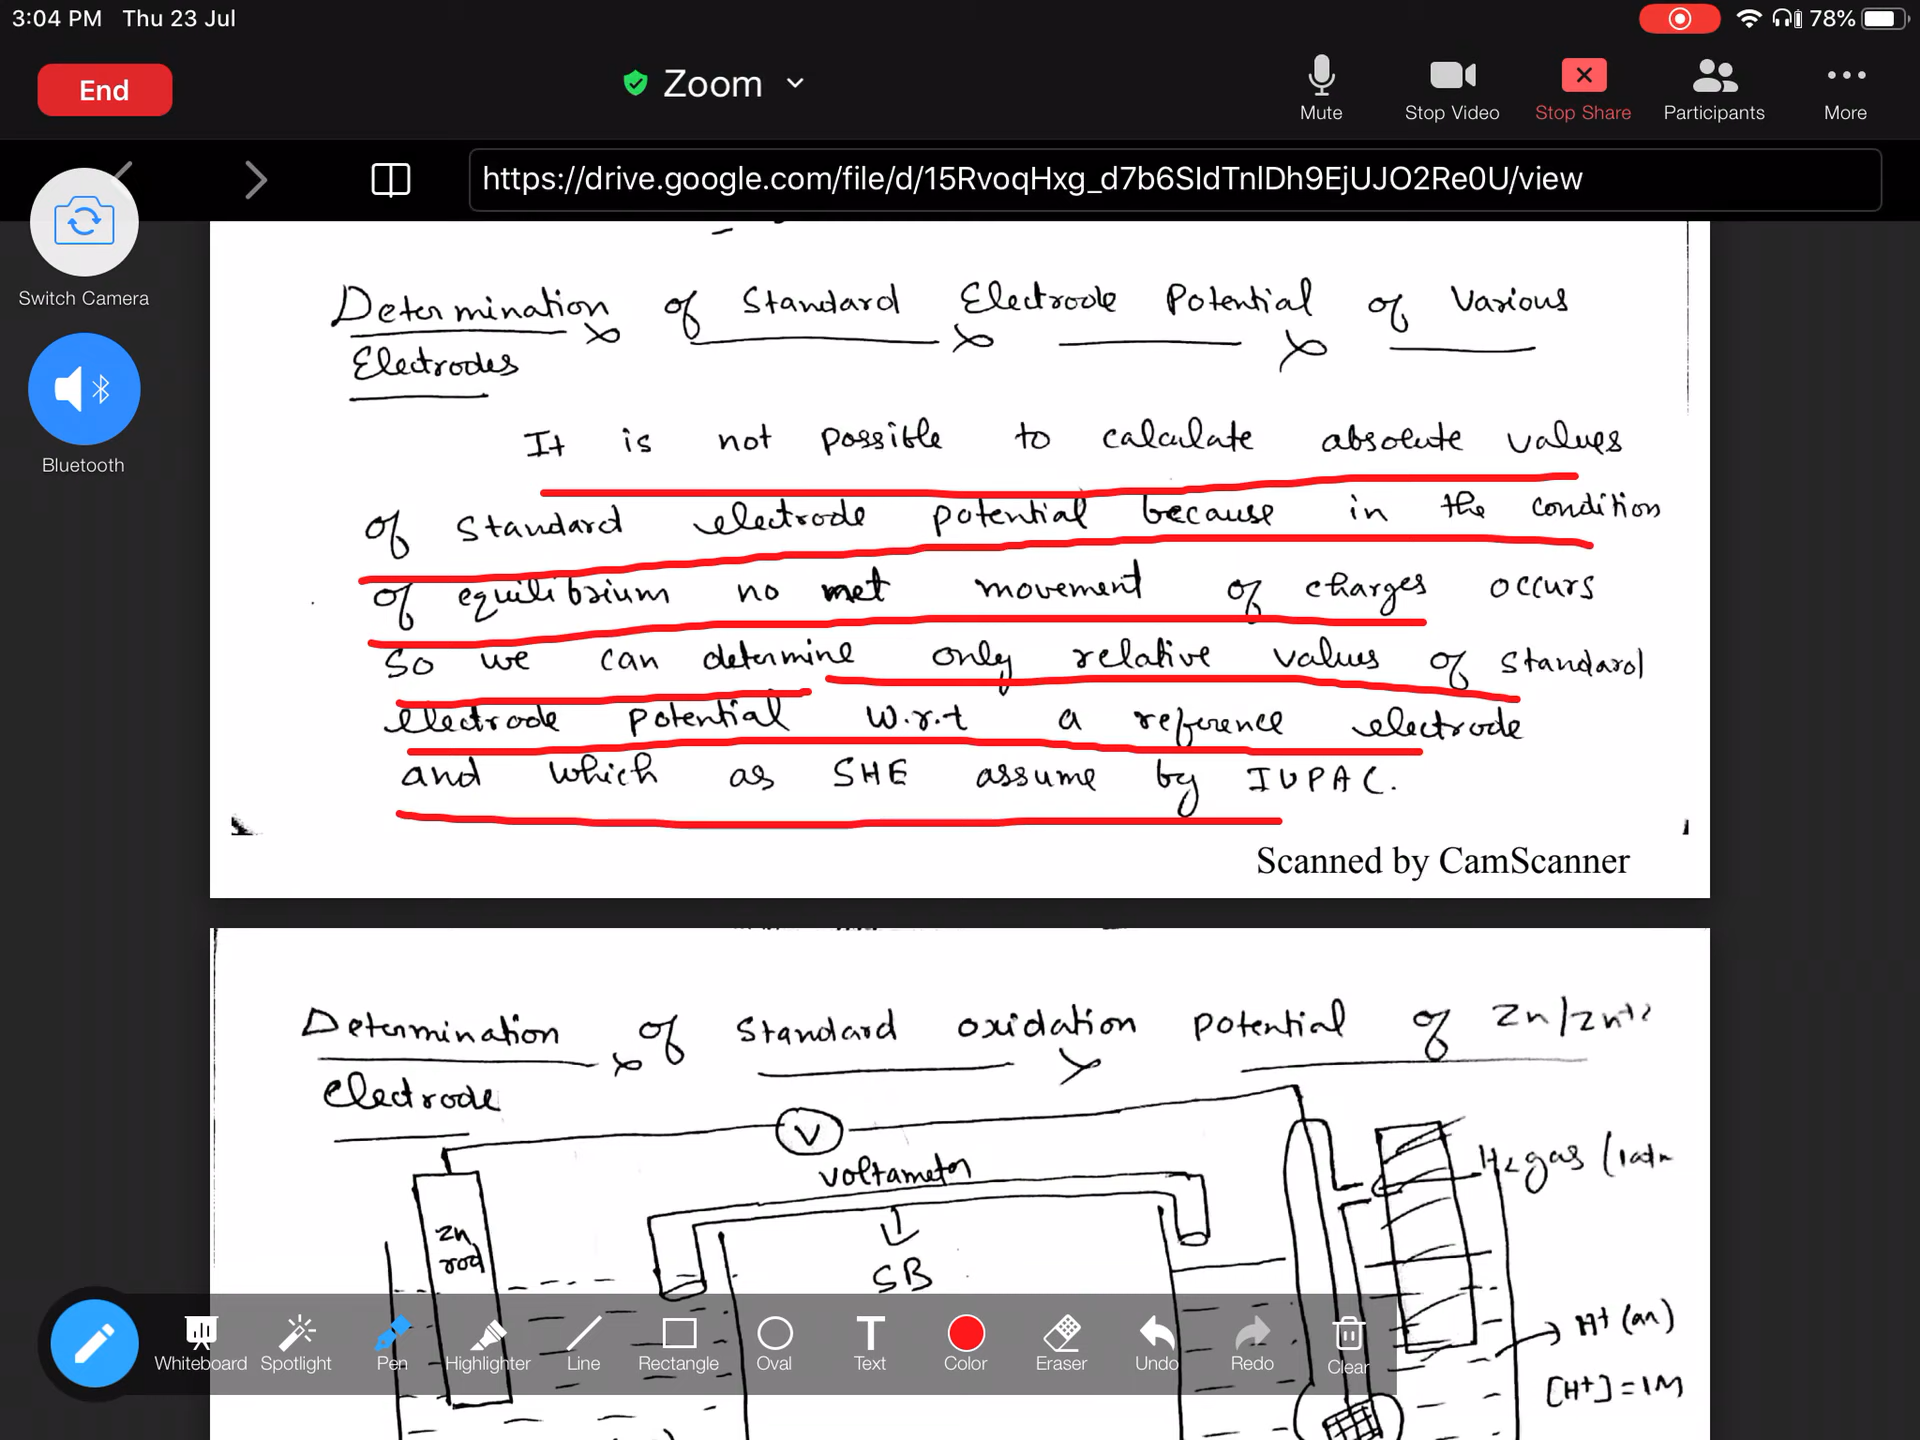 3:04 PM Thu 23 Jul
78%
End
Zoom
Mute
Stop Video
Stop Share
Participants
More
https://drive.google.com/file/d/15RvoqHxg_d7b6SIdTnlDh9EjUJO2Re0U/view
Switch Camera
Bluetooth
Determination of Standard Electrode Potential of Various
Electrodes
It is not possible to calculate absolute values
of standard electrode potential because in the condition
of equilibrium no net movement of charges occurs
So we can determine only relative values of standard
electrode potential w.r.t a reference electrode
and which as SHE assume by IUPAC.
Scanned by CamScanner
Determination of Standard oxidation potential of Zn/Zn+2
electrode
V
voltameter
H2 gas (1atm
Zn
rod
SB
H+ (an)
[H+] = 1M
Whiteboard
Spotlight
Pen
Highlighter
Line
Rectangle
Oval
Text
Color
Eraser
Undo
Redo
Clear